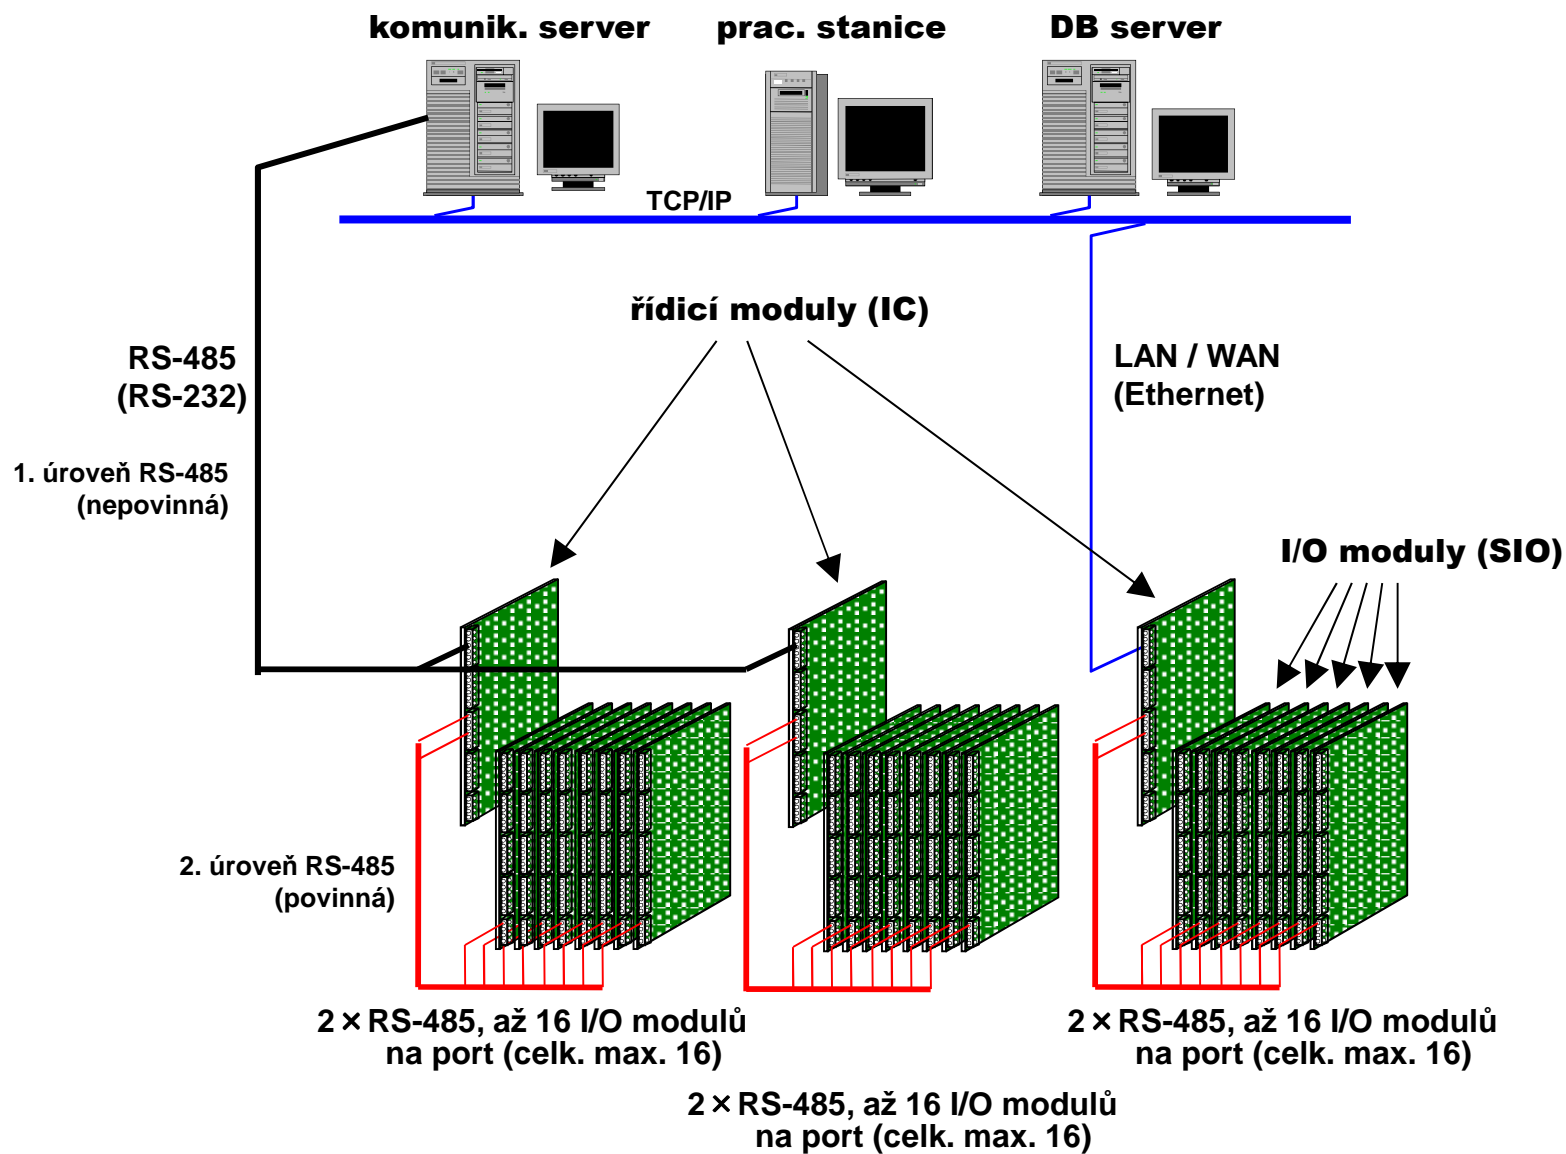 komunik. server
prac. stanice
DB server
TCP/IP
řídicí moduly (IC)
RS-485
(RS-232)
LAN / WAN
(Ethernet)
1. úroveň RS-485
(nepovinná)
I/O moduly (SIO)
2. úroveň RS-485
(povinná)
2 × RS-485, až 16 I/O modulů
na port (celk. max. 16)
2 × RS-485, až 16 I/O modulů
na port (celk. max. 16)
2 × RS-485, až 16 I/O modulů
na port (celk. max. 16)